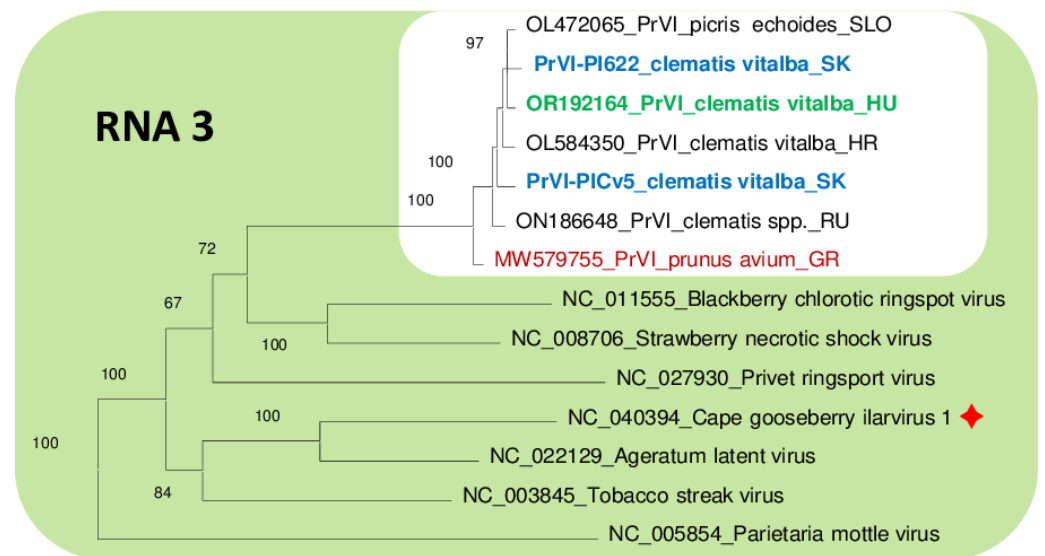 OL472065_PrVI_picris echoides_SLO
97
PrVI-PI622_clematis vitalba_SK
OR192164_PrVI_clematis vitalba_HU
RNA 3
OL584350_PrVI_clematis vitalba_HR
100
PrVI-PICv5_clematis vitalba_SK
100
ON186648_PrVI_clematis spp._RU
72
MW579755_PrVI_prunus avium_GR
67
NC_011555_Blackberry chlorotic ringspot virus
NC_008706_Strawberry necrotic shock virus
100
100
NC_027930_Privet ringsport virus
100
NC_040394_Cape gooseberry ilarvirus 1
100
NC_022129_Ageratum latent virus
84
NC_003845_Tobacco streak virus
NC_005854_Parietaria mottle virus